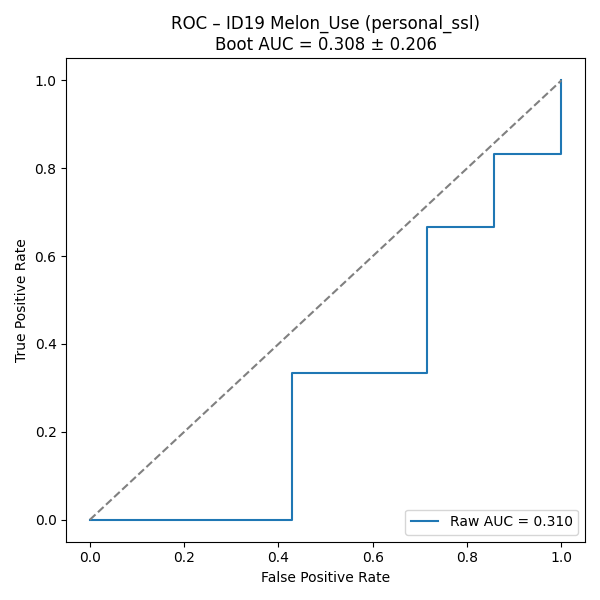 ROC – ID19 Melon_Use (personal_ssl)
Boot AUC = 0.308 ± 0.206
True Positive Rate
1.0
0.8
0.6
0.4
0.2
0.0
Raw AUC = 0.310
0.0 0.2 0.4 0.6 0.8 1.0
False Positive Rate